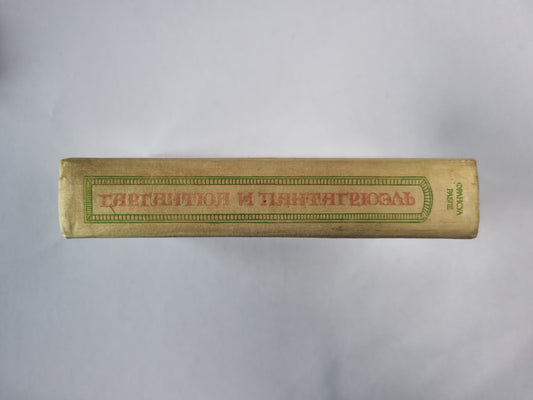 ФРАНСУА
РАБЛЕ
ГАРГАНТЮА И ПАНТАГРЮЭЛЬ